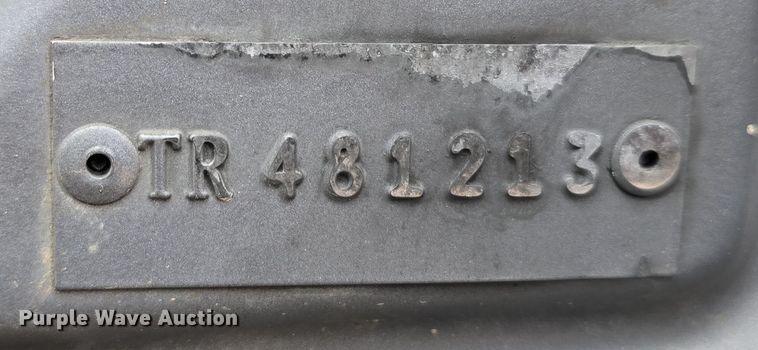 TR 481213
Purple Wave Auction